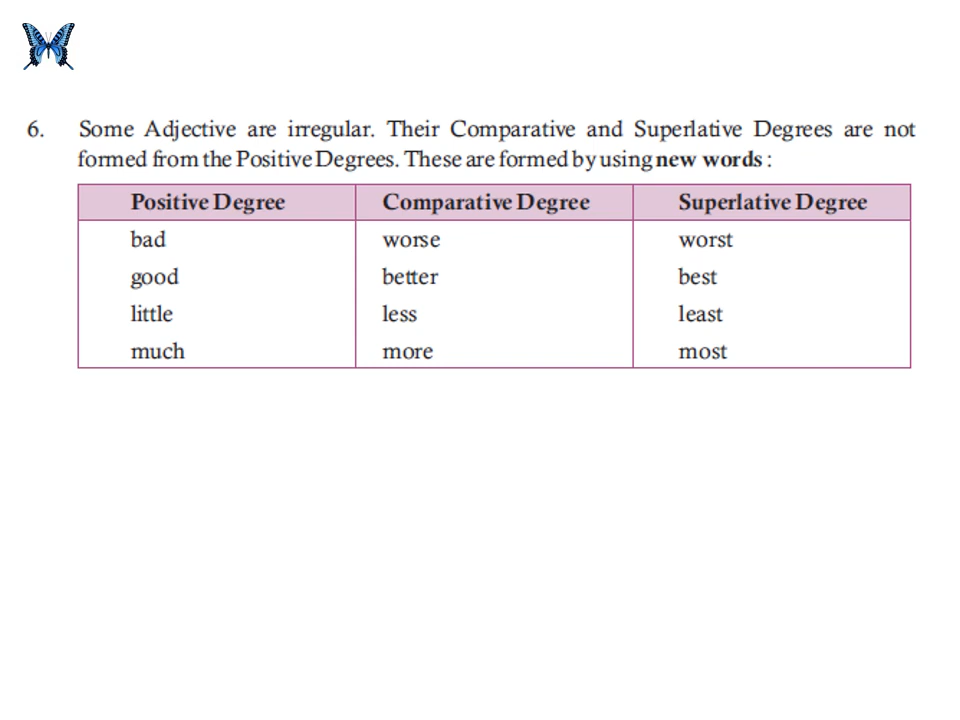 6. Some Adjective are irregular. Their Comparative and Superlative Degrees are not
formed from the Positive Degrees. These are formed by using new words :
Positive Degree Comparative Degree Superlative Degree
bad worse worst
good better best
little less least
much more most